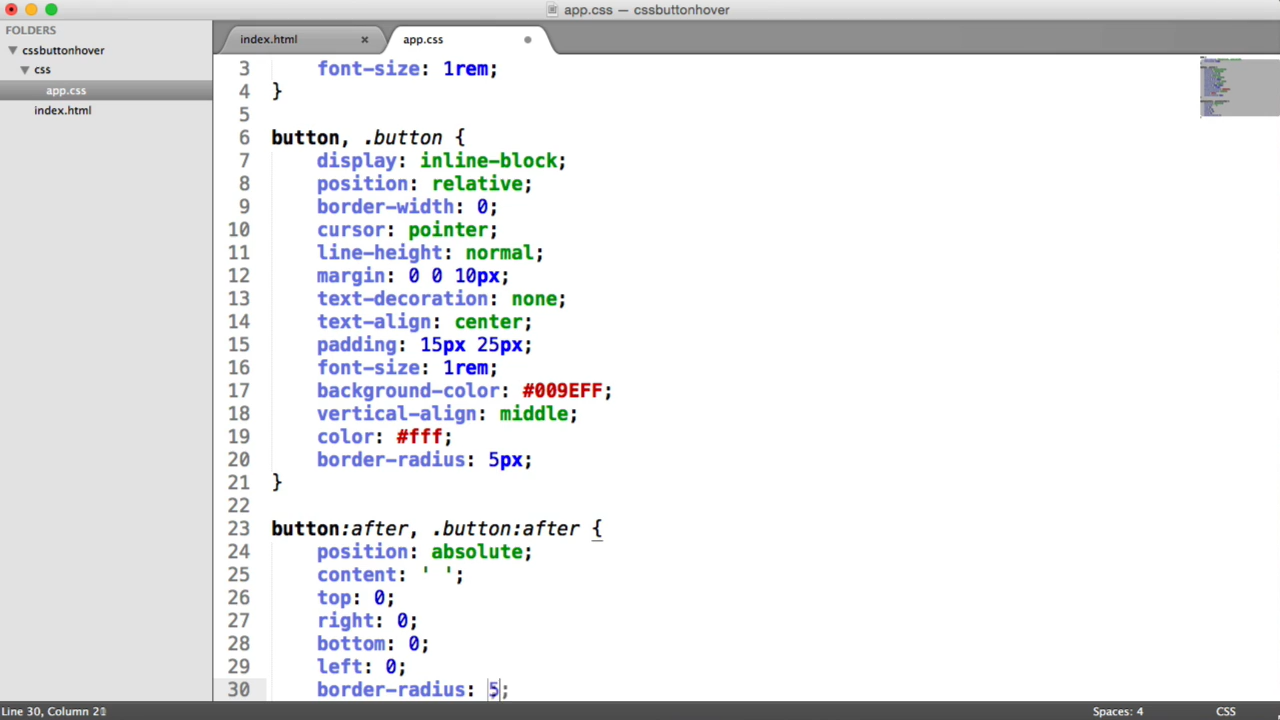 app.css — cssbuttonhover
FOLDERS
cssbuttonhover
css
app.css
index.html
index.html ×
app.css
3 font-size: 1rem;
4 }
5
6 button, .button {
7 display: inline-block;
8 position: relative;
9 border-width: 0;
10 cursor: pointer;
11 line-height: normal;
12 margin: 0 0 10px;
13 text-decoration: none;
14 text-align: center;
15 padding: 15px 25px;
16 font-size: 1rem;
17 background-color: #009EFF;
18 vertical-align: middle;
19 color: #fff;
20 border-radius: 5px;
21 }
22
23 button:after, .button:after {
24 position: absolute;
25 content: ' ';
26 top: 0;
27 right: 0;
28 bottom: 0;
29 left: 0;
30 border-radius: 5;
Line 30, Column
Spaces: 4
CSS